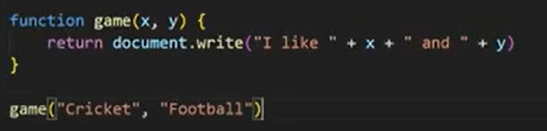 function game(x, y) {
    return document.write("I like " + x + " and " + y)
}
game("Cricket", "Football")